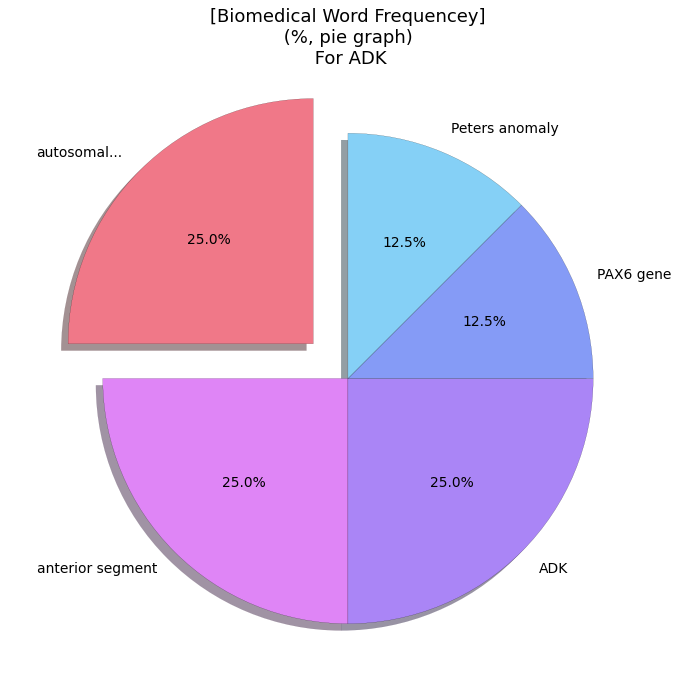 [Biomedical Word Frequencey]
(%, pie graph)
For ADK
Peters anomaly
autosomal...
25.0%
12.5%
PAX6 gene
12.5%
25.0%
25.0%
anterior segment
ADK